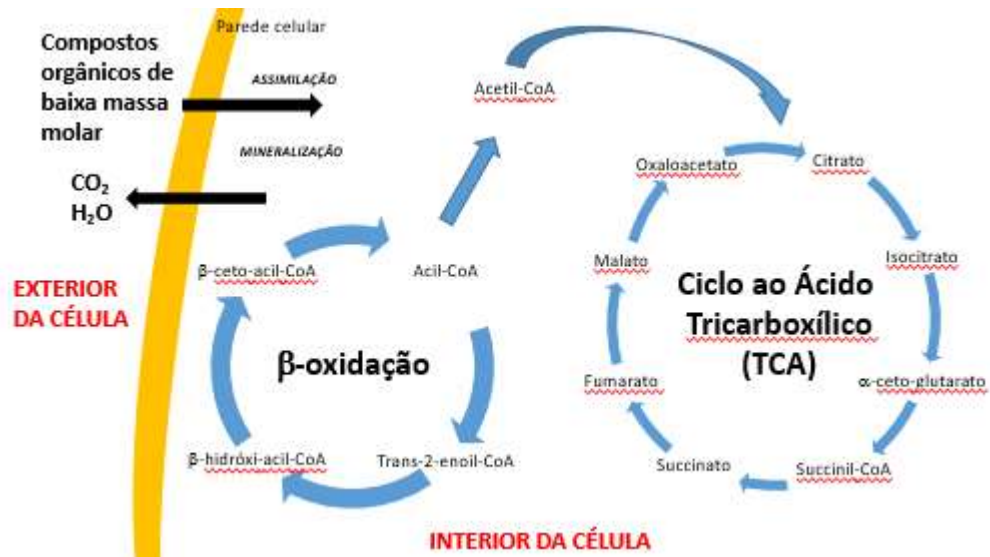 Parede celular
Compostos
orgânicos de
baixa massa
molar
ASSIMILAÇÃO
MINERALIZAÇÃO
CO₂
H₂O
EXTERIOR
DA CÉLULA
β-ceto-acil-CoA
Acil-CoA
β-oxidação
β-hidróxi-acil-CoA
Trans-2-enoil-CoA
Acetil-CoA
Oxaloacetato
Citrato
Malato
Isocitrato
Ciclo ao Ácido
Tricarboxílico
(TCA)
Fumarato
α-ceto-glutarato
Succinato
Succinil-CoA
INTERIOR DA CÉLULA